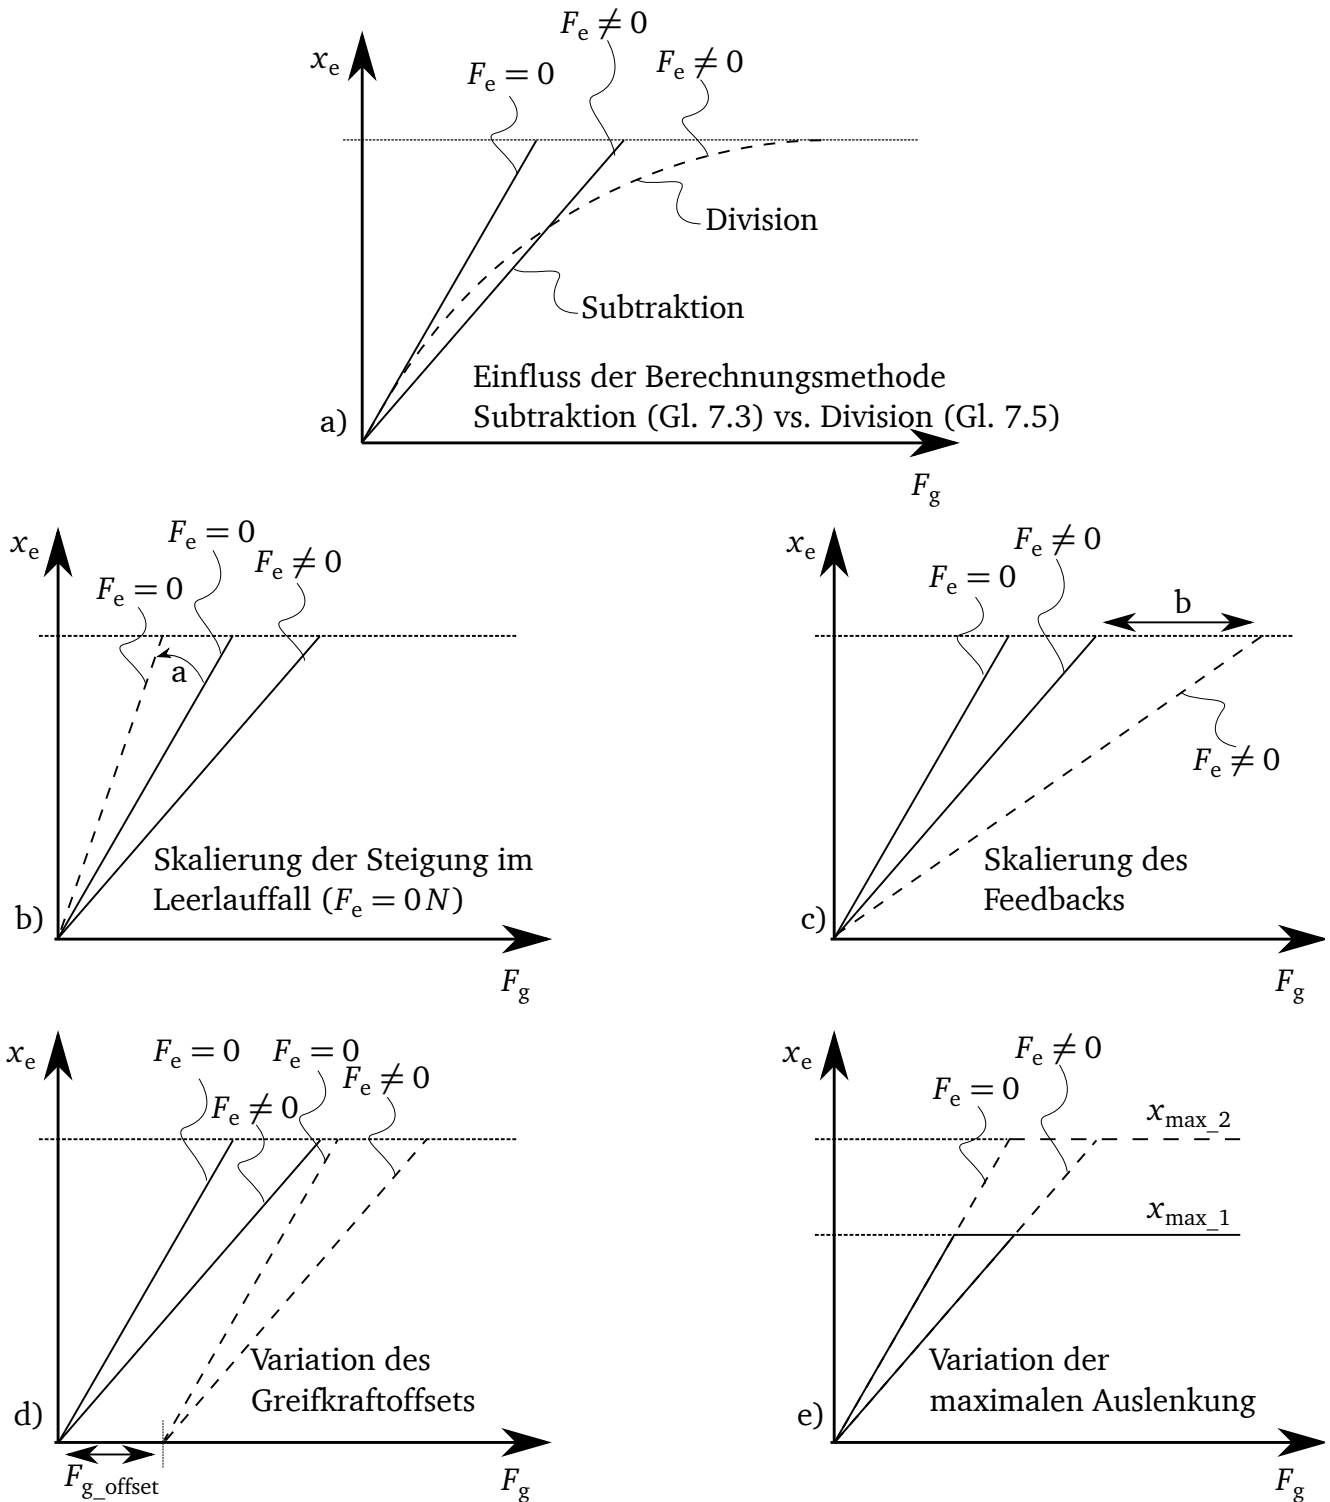 x_e
F_e = 0
F_e ≠ 0
F_e ≠ 0
Division
Subtraktion
Einfluss der Berechnungsmethode
Subtraktion (Gl. 7.3) vs. Division (Gl. 7.5)
a)
F_g
x_e
F_e = 0
F_e = 0
F_e ≠ 0
a
Skalierung der Steigung im
Leerlauffall (F_e = 0 N)
b)
F_g
x_e
F_e = 0
F_e ≠ 0
b
F_e ≠ 0
Skalierung des
Feedbacks
c)
F_g
x_e
F_e = 0
F_e ≠ 0
F_e = 0
F_e ≠ 0
Variation des
Greifkraftoffsets
d)
F_g_offset
F_g
x_e
F_e = 0
F_e ≠ 0
x_max_2
x_max_1
Variation der
maximalen Auslenkung
e)
F_g